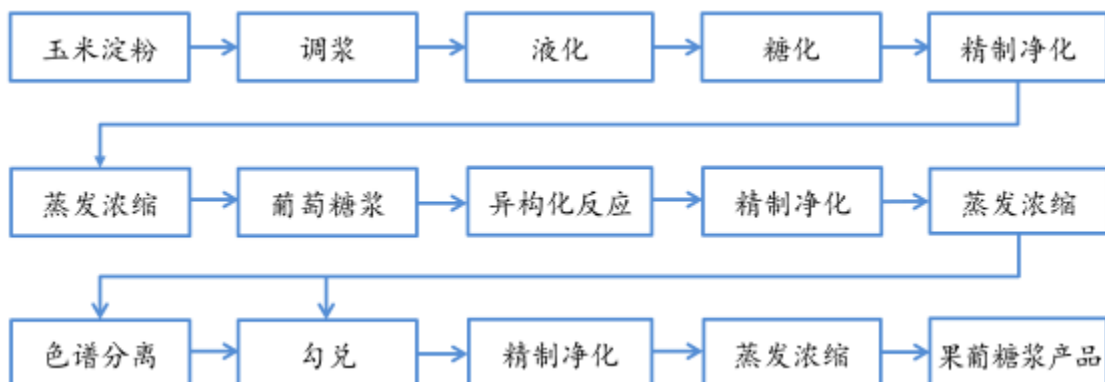 玉米淀粉
调浆
液化
糖化
精制净化
蒸发浓缩
葡萄糖浆
异构化反应
精制净化
蒸发浓缩
色谱分离
勾兑
精制净化
蒸发浓缩
果葡糖浆产品